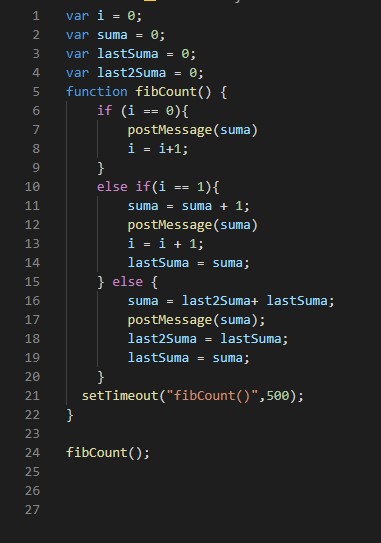 1 var i = 0;
2 var suma = 0;
3 var lastSuma = 0;
4 var last2Suma = 0;
5 function fibCount() {
6     if (i == 0){
7         postMessage(suma)
8         i = i+1;
9     }
10     else if(i == 1){
11         suma = suma + 1;
12         postMessage(suma)
13         i = i + 1;
14         lastSuma = suma;
15     } else {
16         suma = last2Suma+ lastSuma;
17         postMessage(suma);
18         last2Suma = lastSuma;
19         lastSuma = suma;
20     }
21   setTimeout("fibCount()",500);
22 }
23
24 fibCount();
25
26
27